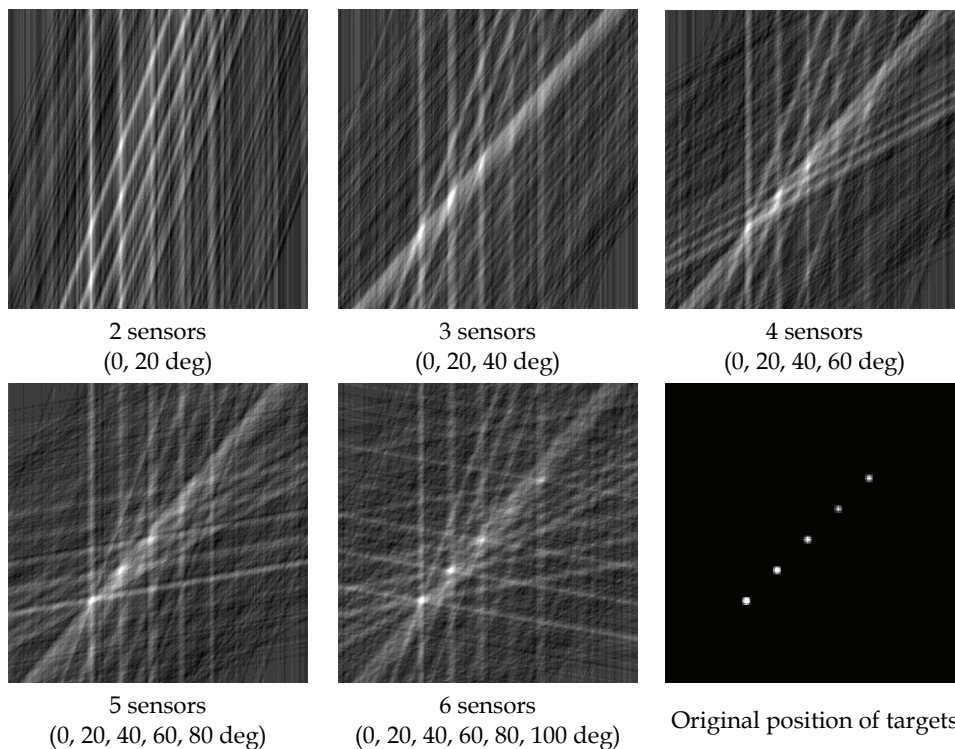 2 sensors
(0, 20 deg)
3 sensors
(0, 20, 40 deg)
4 sensors
(0, 20, 40, 60 deg)
5 sensors
(0, 20, 40, 60, 80 deg)
6 sensors
(0, 20, 40, 60, 80, 100 deg)
Original position of targets